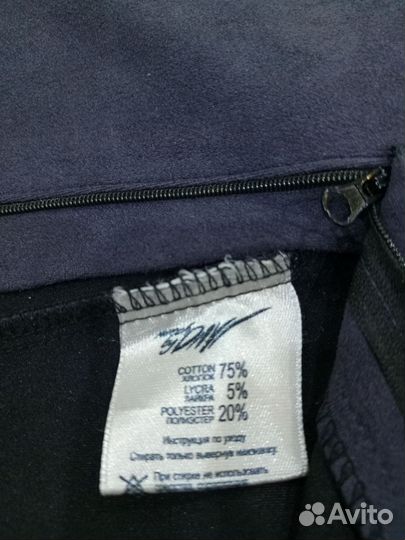 COTTON 75%
ХЛОПОК
LYCRA 5%
ЛАЙКРА
POLYESTER 20%
ПОЛИЭСТЕР
Инструкция по уходу
Стирать только вывернув наизнанку.
При стирке не использовать
Avito